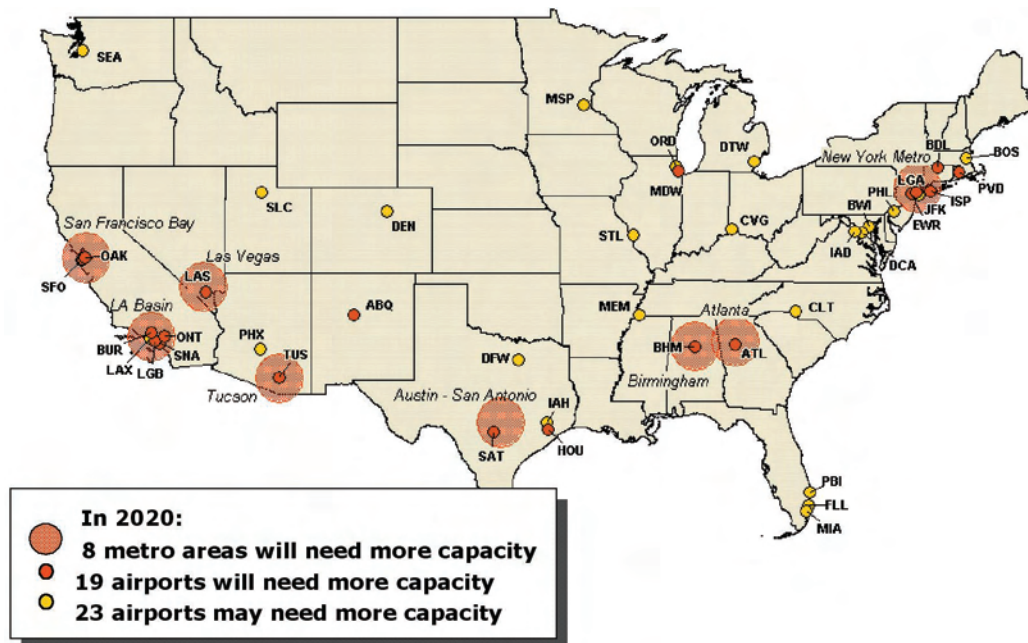 SEA
MSP
ORD
DTW
MDW
New York Metro
BDL
BOS
LGA
PHL
PVD
ISP
JFK
EWR
BWI
IAD
DCA
SLC
DEN
STL
CVG
San Francisco Bay
OAK
SFO
Las Vegas
LAS
LA Basin
ONT
BUR
SNA
LAX
LGB
ABQ
PHX
TUS
Tucson
MEM
Atlanta
CLT
BHM
ATL
Birmingham
DFW
Austin - San Antonio
IAH
SAT
HOU
PBI
FLL
MIA
In 2020:
8 metro areas will need more capacity
19 airports will need more capacity
23 airports may need more capacity